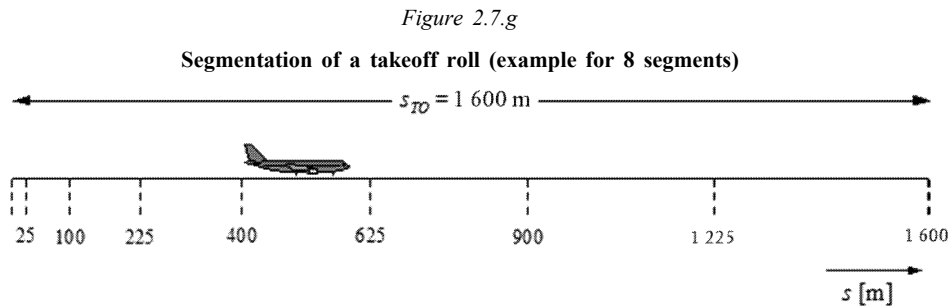 Figure 2.7.g
Segmentation of a takeoff roll (example for 8 segments)
s_TO = 1 600 m
25 100 225 400 625 900 1 225 1 600
s [m]